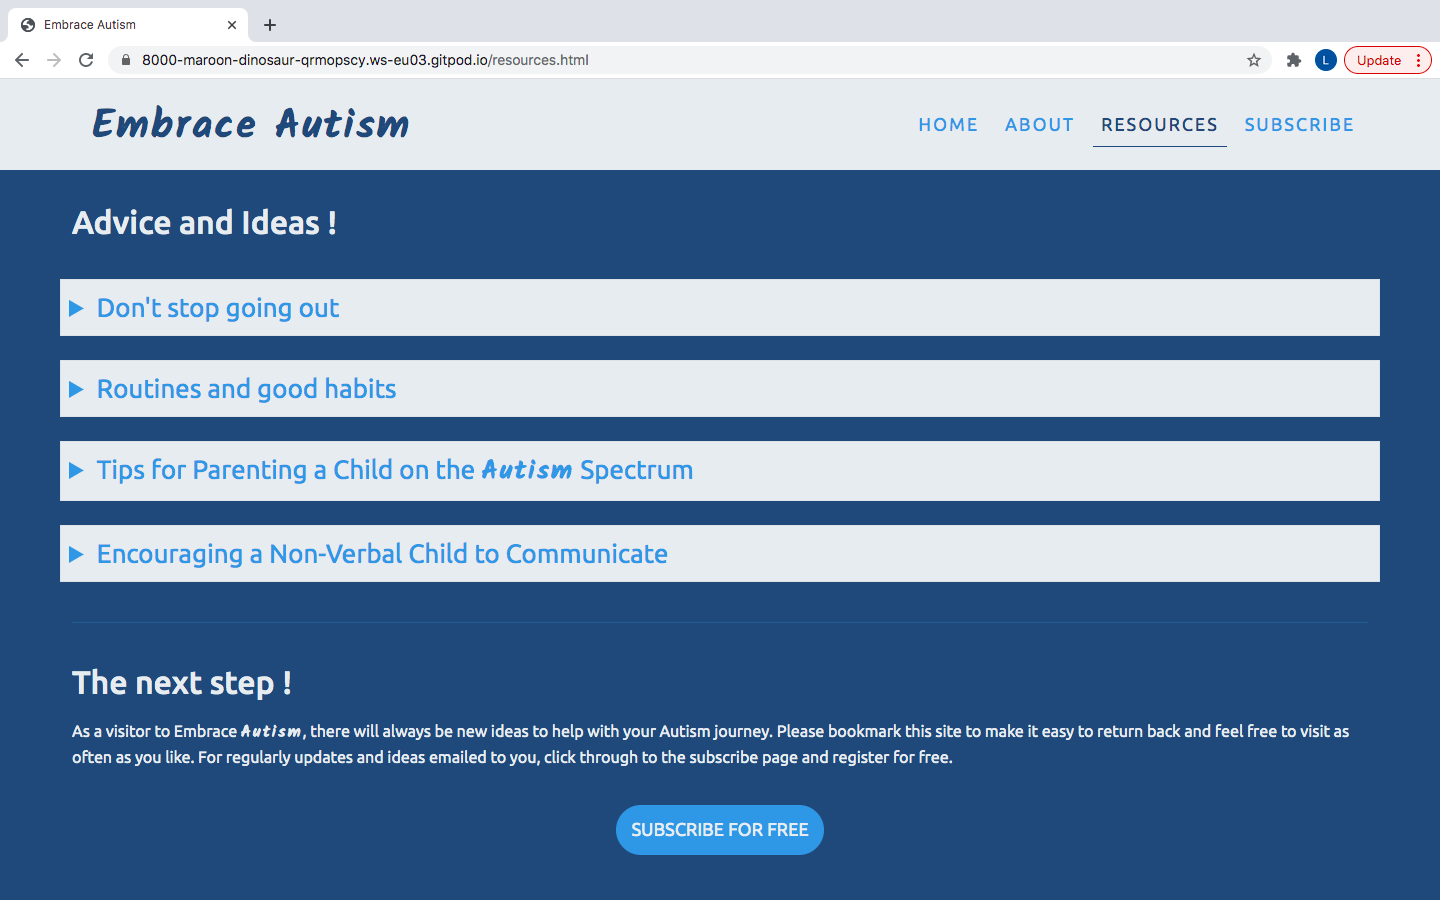 Embrace Autism
8000-maroon-dinosaur-qrmopscy.ws-eu03.gitpod.io/resources.html
L
Update
Embrace Autism
HOME ABOUT RESOURCES SUBSCRIBE
Advice and Ideas !
Don't stop going out
Routines and good habits
Tips for Parenting a Child on the Autism Spectrum
Encouraging a Non-Verbal Child to Communicate
The next step !
As a visitor to Embrace Autism, there will always be new ideas to help with your Autism journey. Please bookmark this site to make it easy to return back and feel free to visit as
often as you like. For regularly updates and ideas emailed to you, click through to the subscribe page and register for free.
SUBSCRIBE FOR FREE